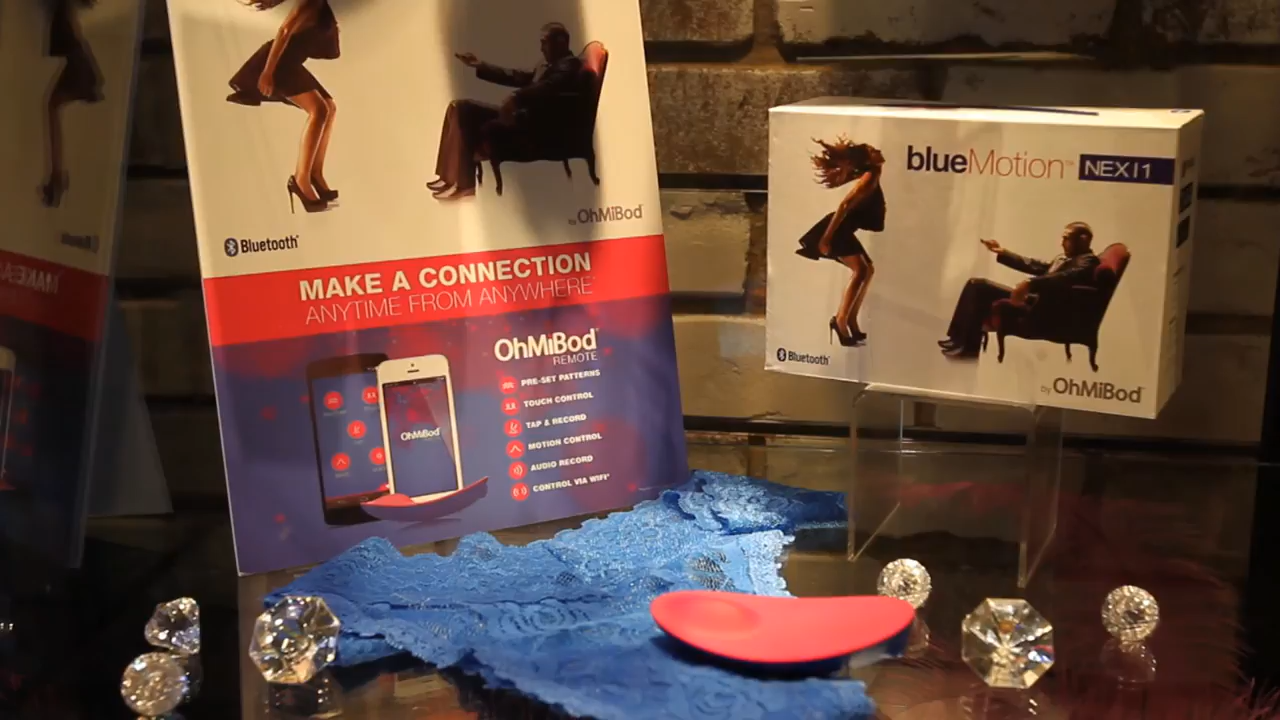 by OhMiBod
Bluetooth®
MAKE A CONNECTION
ANYTIME FROM ANYWHERE
OhMiBod
REMOTE
PRE-SET PATTERNS
TOUCH CONTROL
TAP & RECORD
MOTION CONTROL
AUDIO RECORD
CONTROL VIA WIFI*
OhMiBod
blueMotion™ NEX|1
Bluetooth®
by OhMiBod